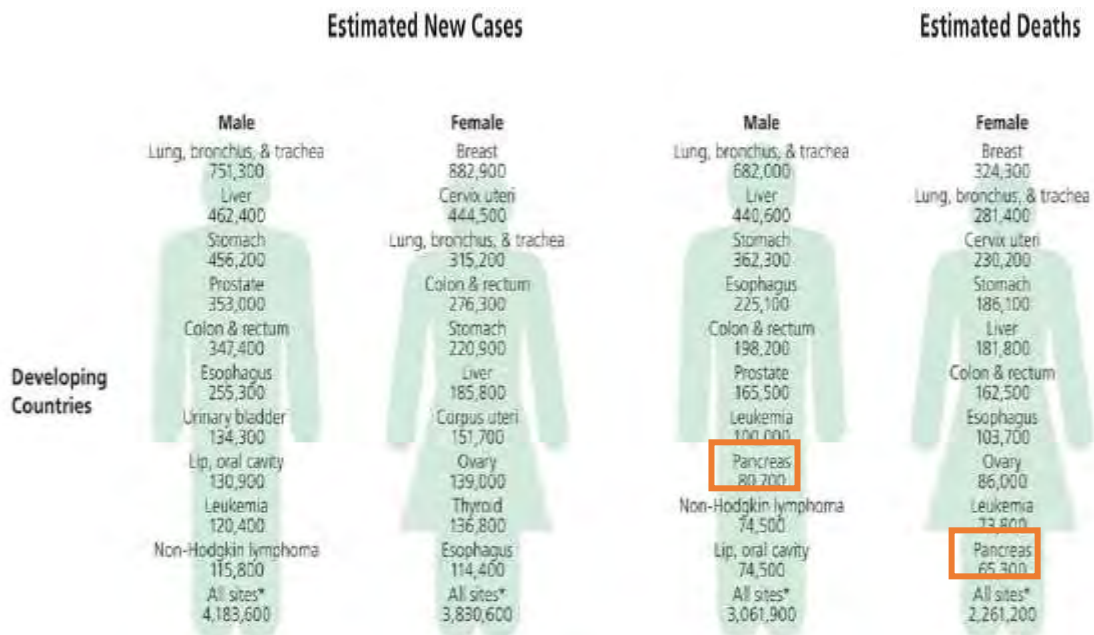 Estimated New Cases
Estimated Deaths
Male
Lung, bronchus, & trachea
751,300
Liver
462,400
Stomach
456,200
Prostate
353,000
Colon & rectum
347,400
Esophagus
255,300
Urinary bladder
134,300
Lip, oral cavity
130,900
Leukemia
120,400
Non-Hodgkin lymphoma
115,800
All sites*
4,183,600
Female
Breast
882,900
Cervix uteri
444,500
Lung, bronchus, & trachea
315,200
Colon & rectum
276,300
Stomach
220,900
Liver
185,800
Corpus uteri
151,700
Ovary
139,000
Thyroid
136,800
Esophagus
114,400
All sites*
3,830,600
Male
Lung, bronchus, & trachea
682,000
Liver
440,600
Stomach
362,300
Esophagus
225,100
Colon & rectum
198,200
Prostate
165,500
Leukemia
100,000
Pancreas
80,700
Non-Hodgkin lymphoma
74,500
Lip, oral cavity
74,500
All sites*
3,061,900
Female
Breast
324,300
Lung, bronchus, & trachea
281,400
Cervix uteri
230,200
Stomach
186,100
Liver
181,800
Colon & rectum
162,500
Esophagus
103,700
Ovary
86,000
Leukemia
73,800
Pancreas
65,300
All sites*
2,261,200
Developing
Countries